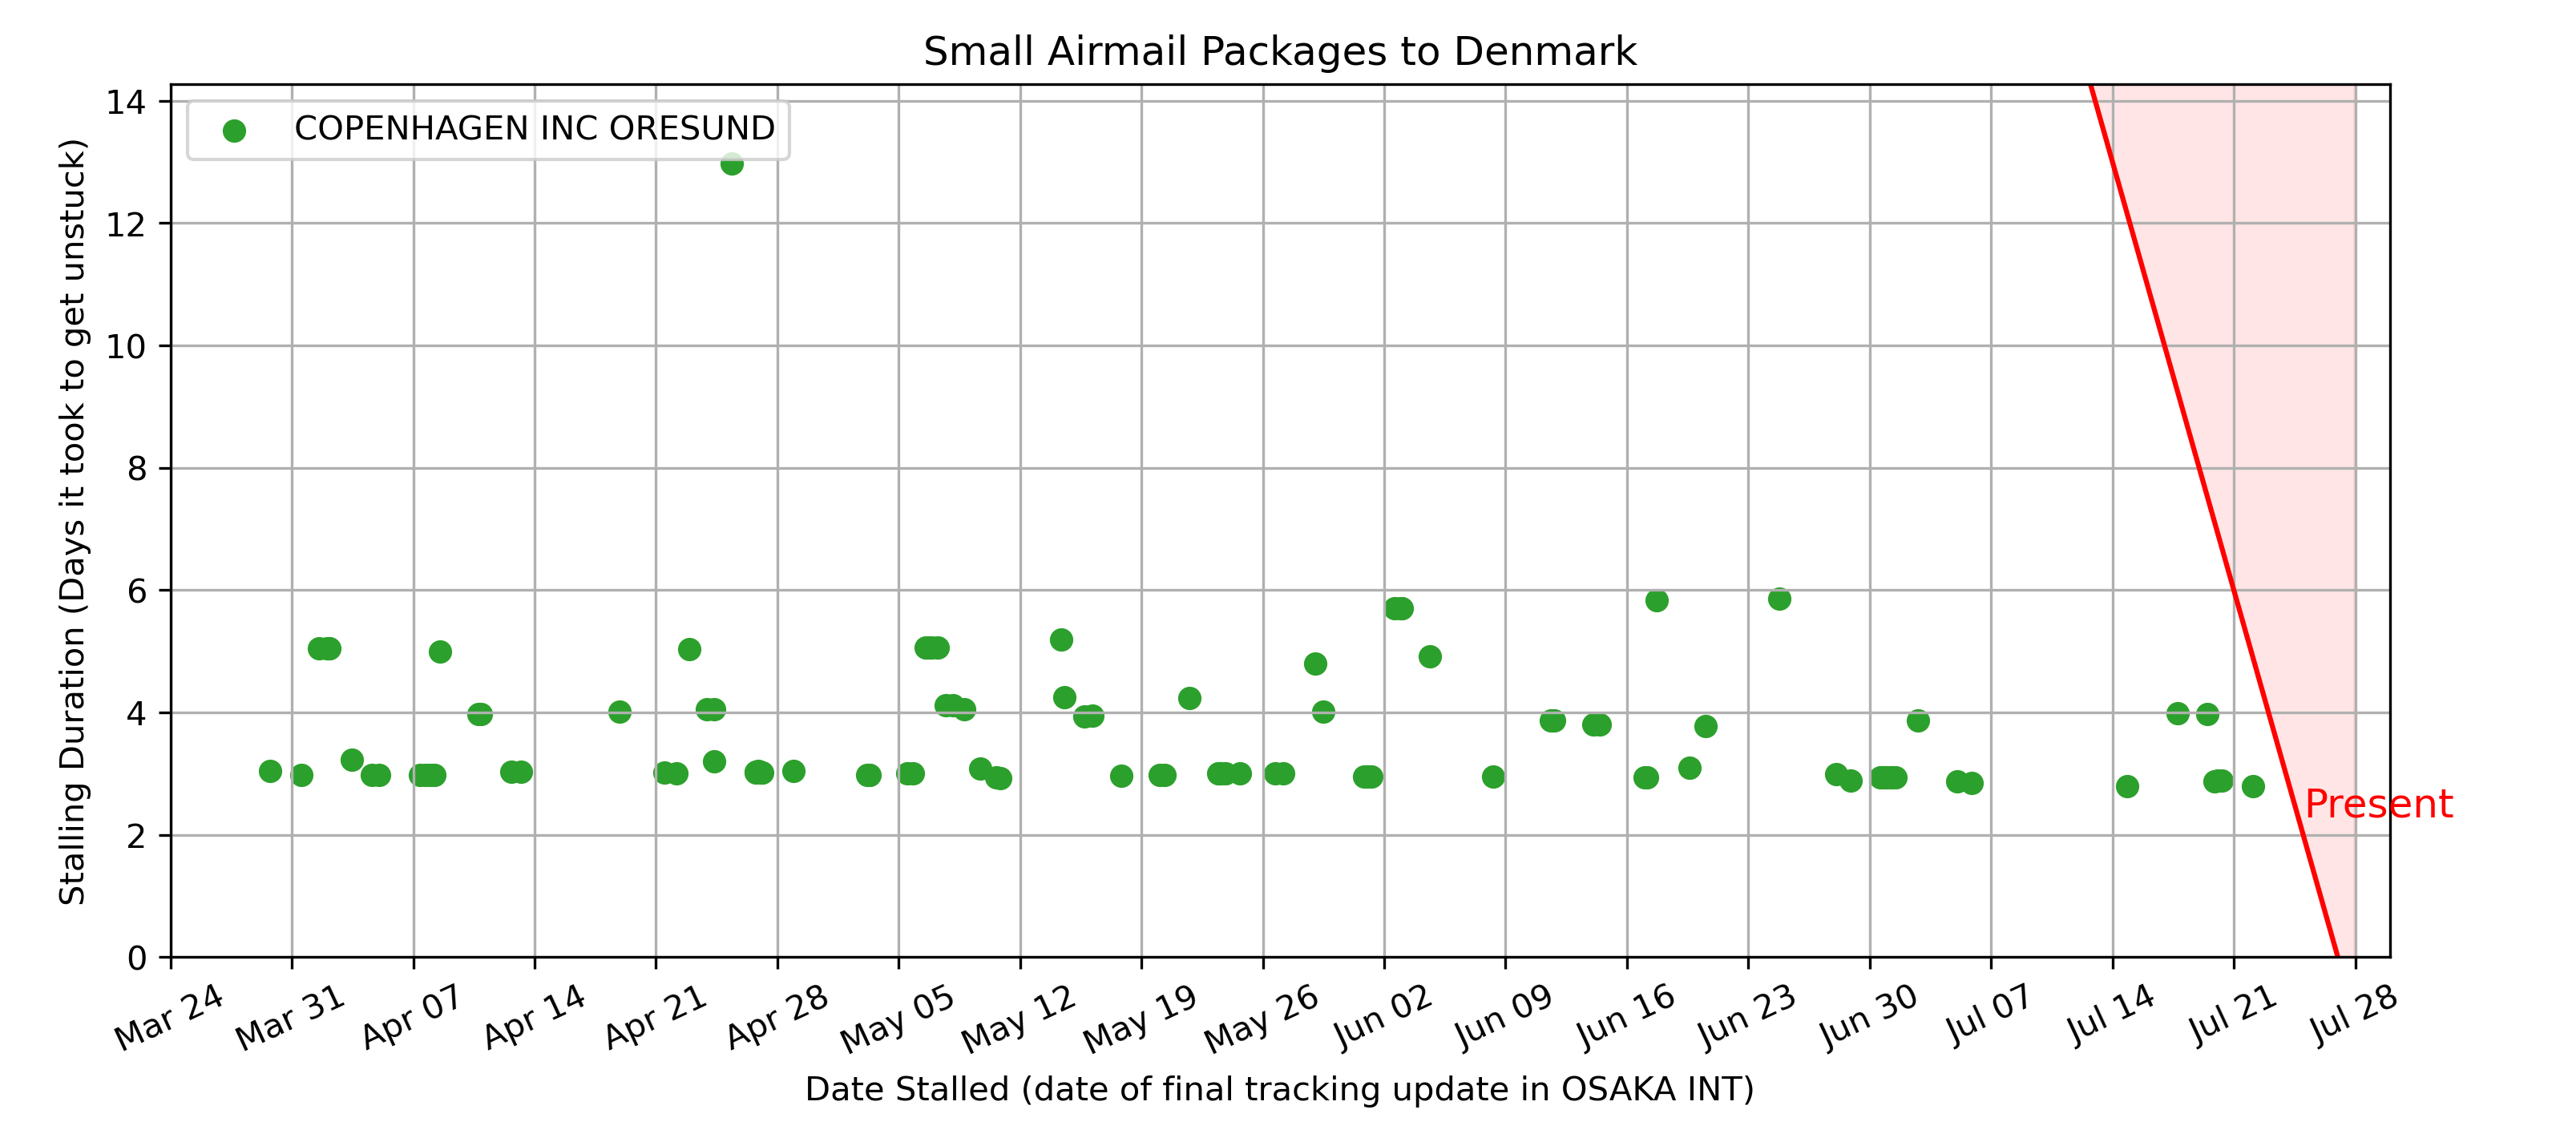 Small Airmail Packages to Denmark
COPENHAGEN INC ORESUND
Stalling Duration (Days it took to get unstuck)
14
12
10
8
6
4
2
0
Present
Mar 24
Mar 31
Apr 07
Apr 14
Apr 21
Apr 28
May 05
May 12
May 19
May 26
Jun 02
Jun 09
Jun 16
Jun 23
Jun 30
Jul 07
Jul 14
Jul 21
Jul 28
Date Stalled (date of final tracking update in OSAKA INT)